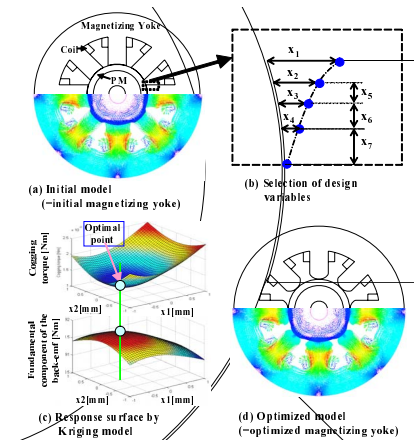 Magnetizing Yoke
Coil
PM
(a) Initial model
(−initial magnetizing yoke)
x1
x2
x3
x4
x5
x6
x7
(b) Selection of design
variables
Optimal
point
Cogging
torque [Nm]
x2[mm]
x1[mm]
Fundamental
component of the
back-emf [Nm]
x2[mm]
x1[mm]
(c) Response surface by
Kriging model
(d) Optimized model
(−optimized magnetizing yoke)